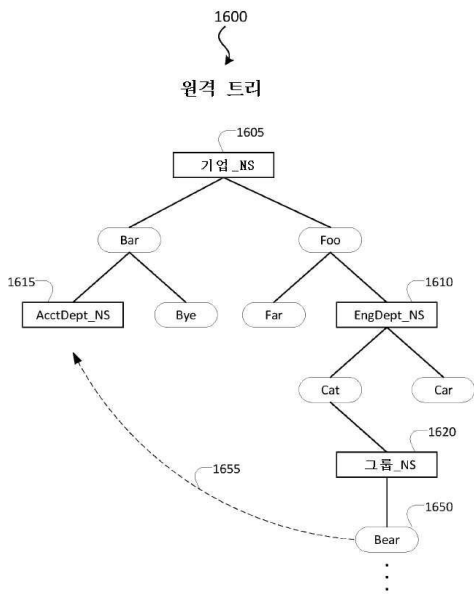 1600
원격 트리
1605
기업_NS
Bar
Foo
1615
1610
AcctDept_NS
Bye
Far
EngDept_NS
Cat
Car
1620
그룹_NS
1655
1650
Bear